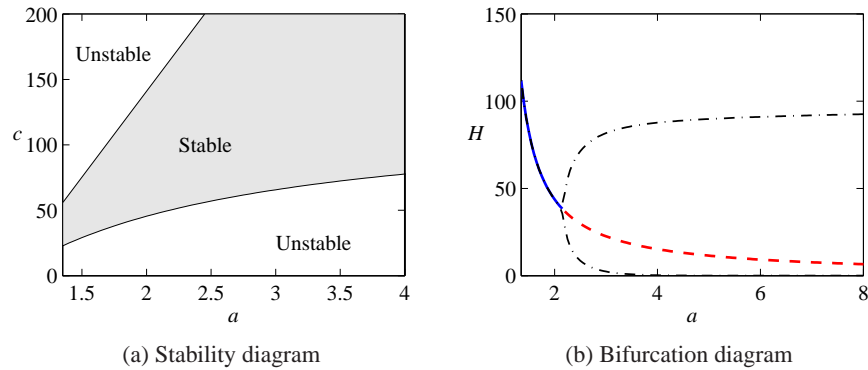 200
150
100
50
0
c
Unstable
Stable
Unstable
1.5 2 2.5 3 3.5 4
a
(a) Stability diagram
150
100
50
0
H
2 4 6 8
a
(b) Bifurcation diagram